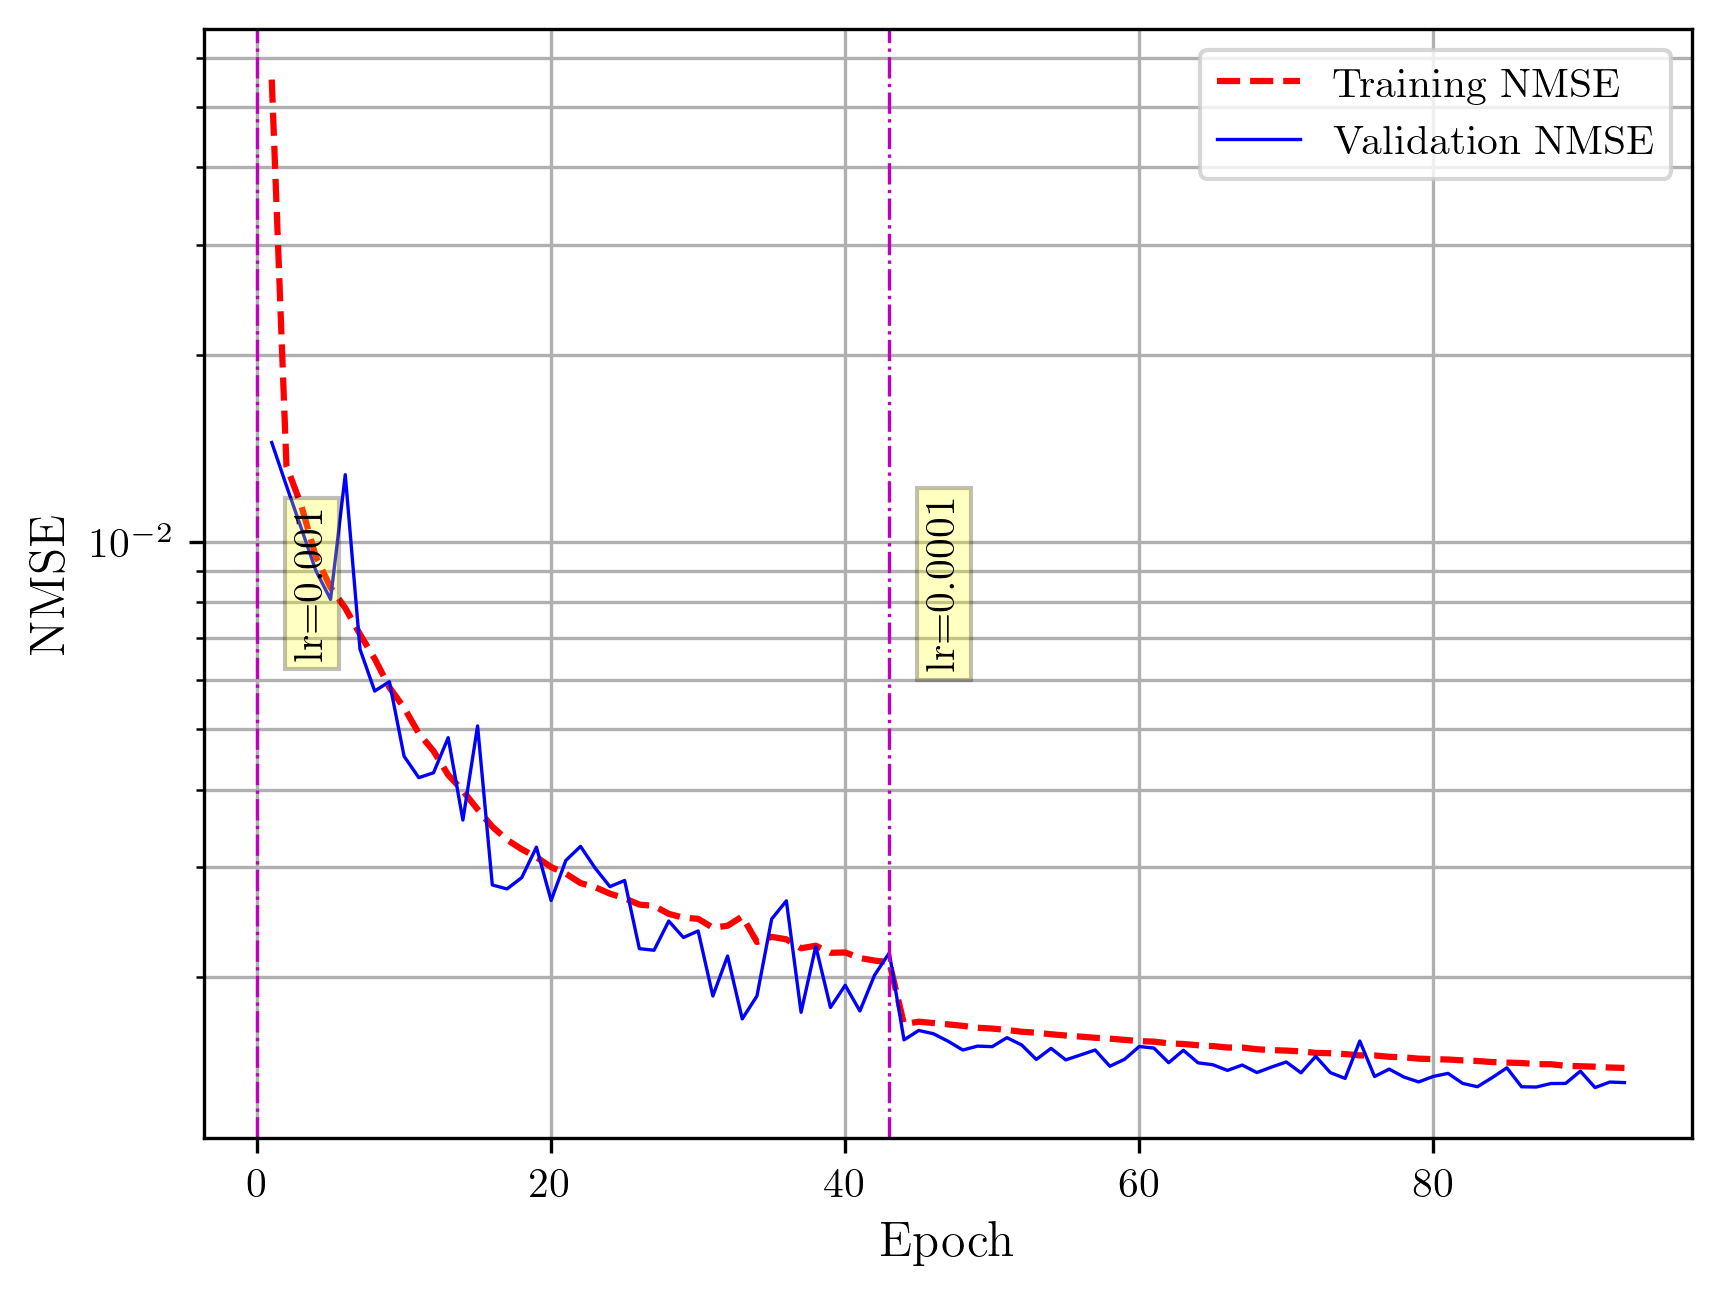 Training NMSE
Validation NMSE
NMSE
10⁻²
lr=0.001
lr=0.0001
0 20 40 60 80
Epoch